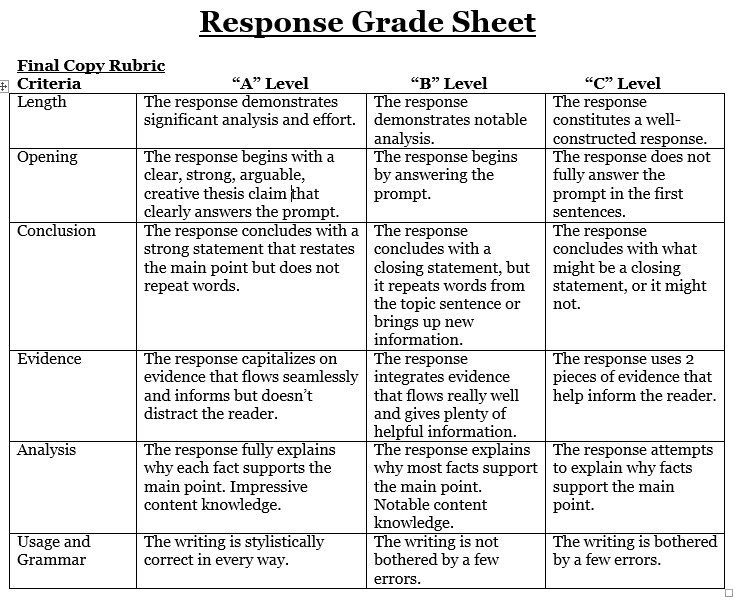 Response Grade Sheet
Final Copy Rubric
Criteria “A” Level “B” Level “C” Level
Length
The response demonstrates
significant analysis and effort.
The response
demonstrates notable
analysis.
The response
constitutes a well-
constructed response.
Opening
The response begins with a
clear, strong, arguable,
creative thesis claim that
clearly answers the prompt.
The response begins
by answering the
prompt.
The response does not
fully answer the
prompt in the first
sentences.
Conclusion
The response concludes with a
strong statement that restates
the main point but does not
repeat words.
The response
concludes with a
closing statement, but
it repeats words from
the topic sentence or
brings up new
information.
The response
concludes with what
might be a closing
statement, or it might
not.
Evidence
The response capitalizes on
evidence that flows seamlessly
and informs but doesn’t
distract the reader.
The response
integrates evidence
that flows really well
and gives plenty of
helpful information.
The response uses 2
pieces of evidence that
help inform the reader.
Analysis
The response fully explains
why each fact supports the
main point. Impressive
content knowledge.
The response explains
why most facts support
the main point.
Notable content
knowledge.
The response attempts
to explain why facts
support the main
point.
Usage and
Grammar
The writing is stylistically
correct in every way.
The writing is not
bothered by a few
errors.
The writing is bothered
by a few errors.